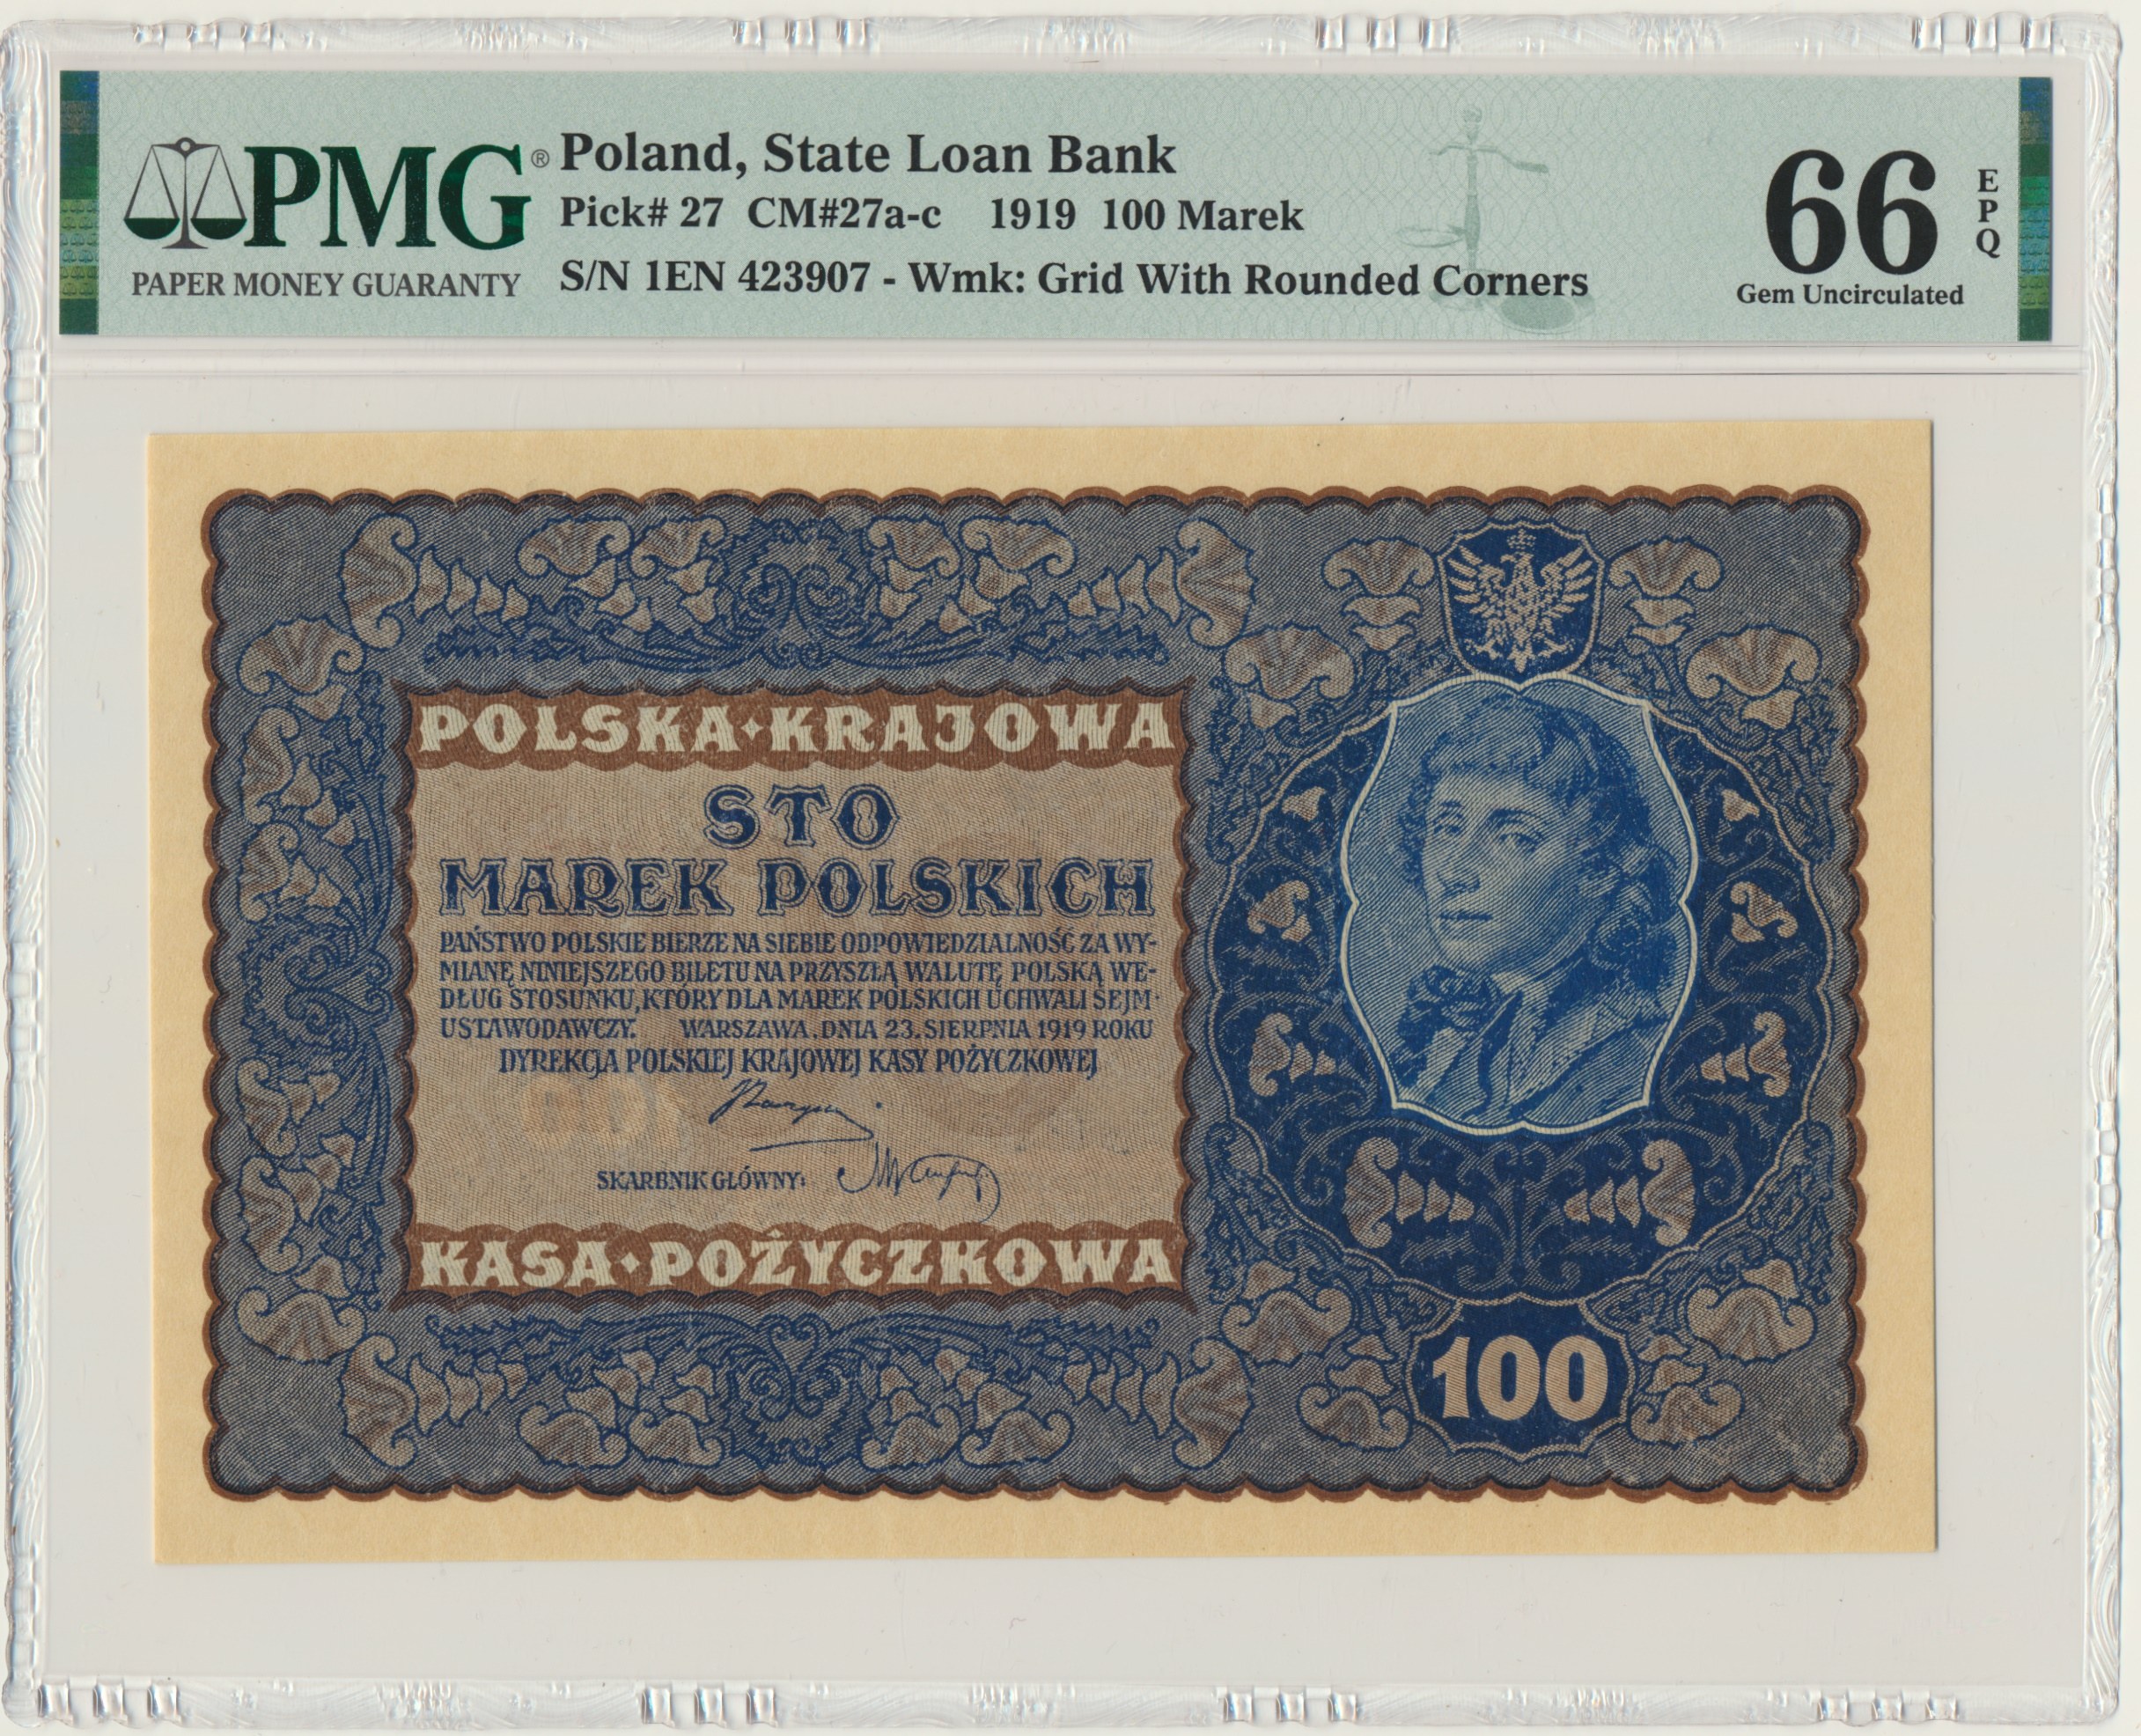 PMG®
PAPER MONEY GUARANTY
Poland, State Loan Bank
Pick# 27 CM#27a-c 1919 100 Marek
S/N 1EN 423907 - Wmk: Grid With Rounded Corners
66
EPQ
Gem Uncirculated
POLSKA·KRAJOWA
STO
MAREK POLSKICH
PAŃSTWO POLSKIE BIERZE NA SIEBIE ODPOWIEDZIALNOŚĆ ZA WY-
MIANĘ NINIEJSZEGO BILETU NA PRZYSZŁĄ WALUTĘ POLSKĄ WE-
DŁUG STOSUNKU, KTÓRY DLA MAREK POLSKICH UCHWALI SEJM·
USTAWODAWCZY. WARSZAWA, DNIA 23. SIERPNIA 1919 ROKU
DYREKCJA POLSKIEJ KRAJOWEJ KASY POŻYCZKOWEJ
SKARBNIK GŁÓWNY:
KASA·POŻYCZKOWA
100